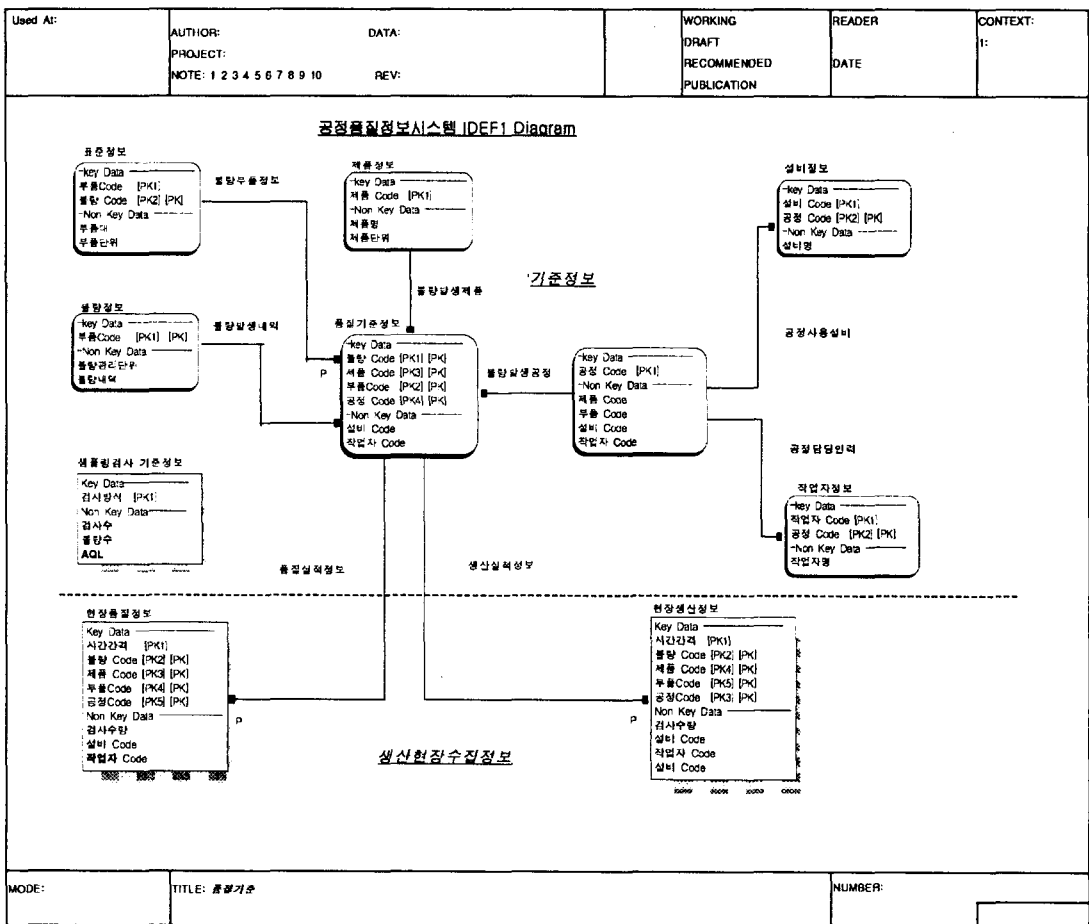 Used At:
AUTHOR: DATA:
PROJECT:
NOTE: 1 2 3 4 5 6 7 8 9 10 REV:
WORKING
DRAFT
RECOMMENDED
PUBLICATION
READER
DATE
CONTEXT:
1:
공정품질정보시스템 IDEF1 Diagram
표준정보
-key Data
부품Code [PK1]
불량 Code [PK2] [PK]
-Non Key Data
부품대
부품단위
불량부품정보
제품정보
-key Data
제품 Code [PK1]
-Non Key Data
제품명
제품단위
설비정보
-key Data
설비 Code [PK1]
공정 Code [PK2] [PK]
-Non Key Data
설비명
불량발생제품
'기준정보
불량정보
-key Data
부품Code [PK1] [PK]
-Non Key Data
불량관리단위
불량내역
불량발생내역
품질기준정보
-key Data
불량 Code [PK1] [PK]
제품 Code [PK3] [PK]
부품Code [PK2] [PK]
공정 Code [PK4] [PK]
-Non Key Data
설비 Code
작업자 Code
P
불량발생공정
-key Data
공정 Code [PK1]
-Non Key Data
제품 Code
부품 Code
설비 Code
작업자 Code
공정사용설비
공정담당인력
샘플링검사 기준정보
Key Data
검사방식 [PK1]
Non Key Data
검사수
불량수
AQL
작업자정보
-key Data
작업자 Code [PK1]
공정 Code [PK2] [PK]
-Non Key Data
작업자명
품질실적정보
생산실적정보
현장품질정보
Key Data
시간간격 [PK1]
불량 Code [PK2] [PK]
제품 Code [PK3] [PK]
부품Code [PK4] [PK]
공정Code [PK5] [PK]
Non Key Data
검사수량
설비 Code
작업자 Code
P
생산현장수집정보
현장생산정보
Key Data
시간간격 [PK1]
불량 Code [PK2] [PK]
제품 Code [PK4] [PK]
부품Code [PK5] [PK]
공정Code [PK3] [PK]
Non Key Data
검사수량
설비 Code
작업자 Code
설비 Code
P
MODE:
TITLE: 품질기준
NUMBER: